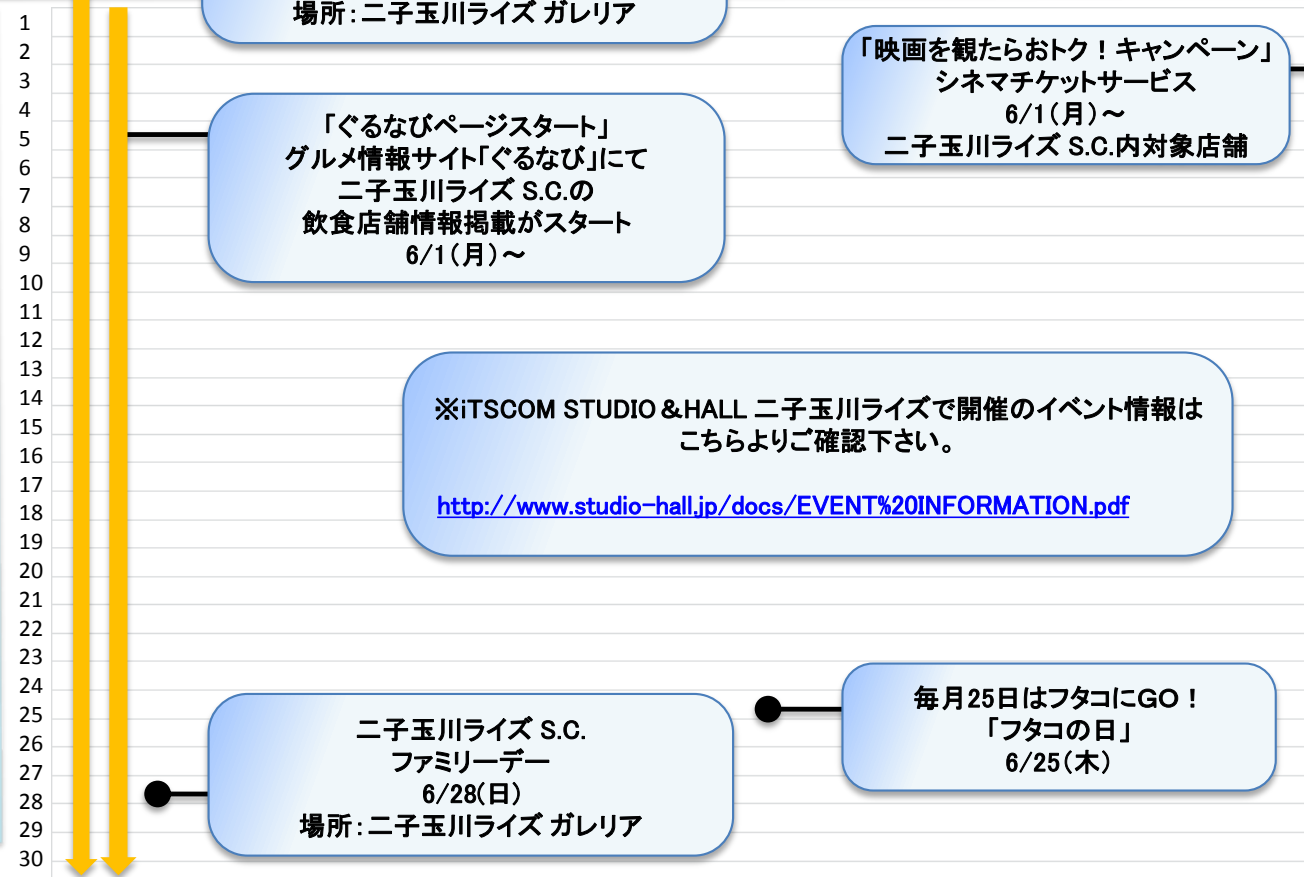 場所：二子玉川ライズ ガレリア
「映画を観たらおトク！キャンペーン」
シネマチケットサービス
6/1（月）～
二子玉川ライズ S.C.内対象店舗
「ぐるなびページスタート」
グルメ情報サイト「ぐるなび」にて
二子玉川ライズ S.C.の
飲食店舗情報掲載がスタート
6/1（月）～
※iTSCOM STUDIO＆HALL 二子玉川ライズで開催のイベント情報は
こちらよりご確認下さい。
http://www.studio-hall.jp/docs/EVENT%20INFORMATION.pdf
毎月25日はフタコにGO！
「フタコの日」
6/25（木）
二子玉川ライズ S.C.
ファミリーデー
6/28(日)
場所：二子玉川ライズ ガレリア
1
2
3
4
5
6
7
8
9
10
11
12
13
14
15
16
17
18
19
20
21
22
23
24
25
26
27
28
29
30